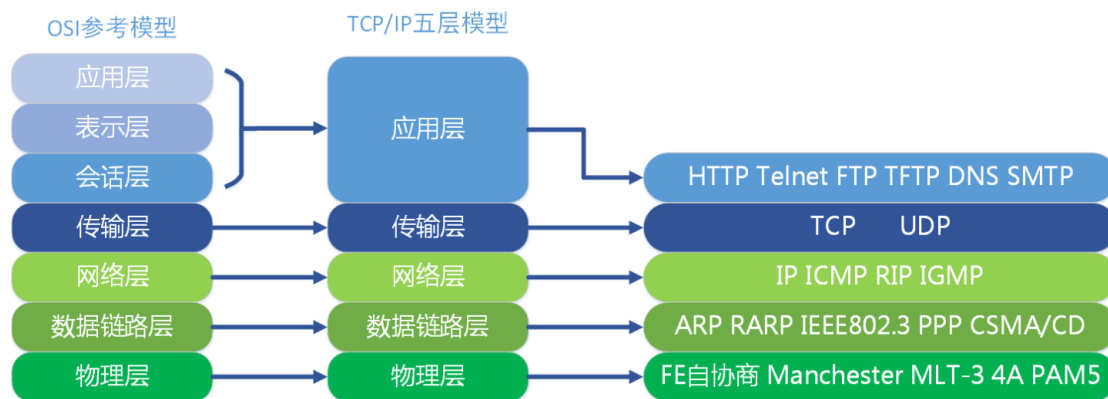 OSI参考模型
TCP/IP五层模型
应用层
表示层
会话层
传输层
网络层
数据链路层
物理层
应用层
传输层
网络层
数据链路层
物理层
HTTP Telnet FTP TFTP DNS SMTP
TCP UDP
IP ICMP RIP IGMP
ARP RARP IEEE802.3 PPP CSMA/CD
FE自协商 Manchester MLT-3 4A PAM5